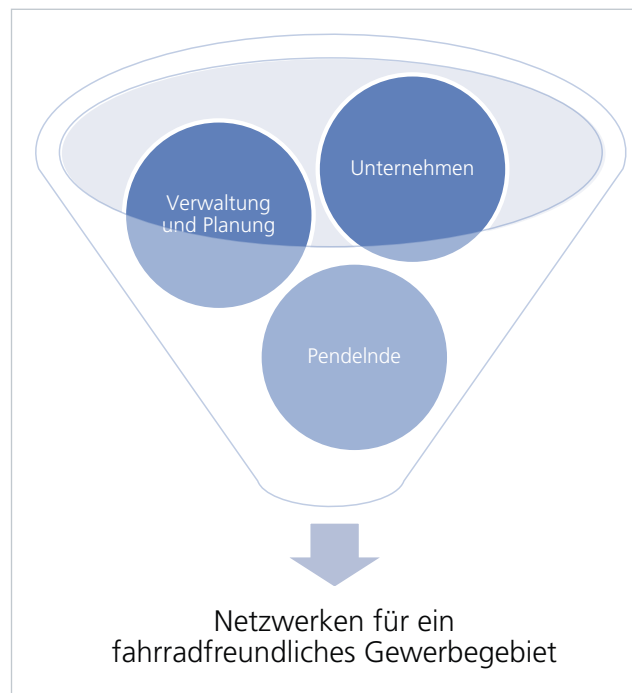 Unternehmen
Verwaltung
und Planung
Pendelnde
Netzwerken für ein
fahrradfreundliches Gewerbegebiet